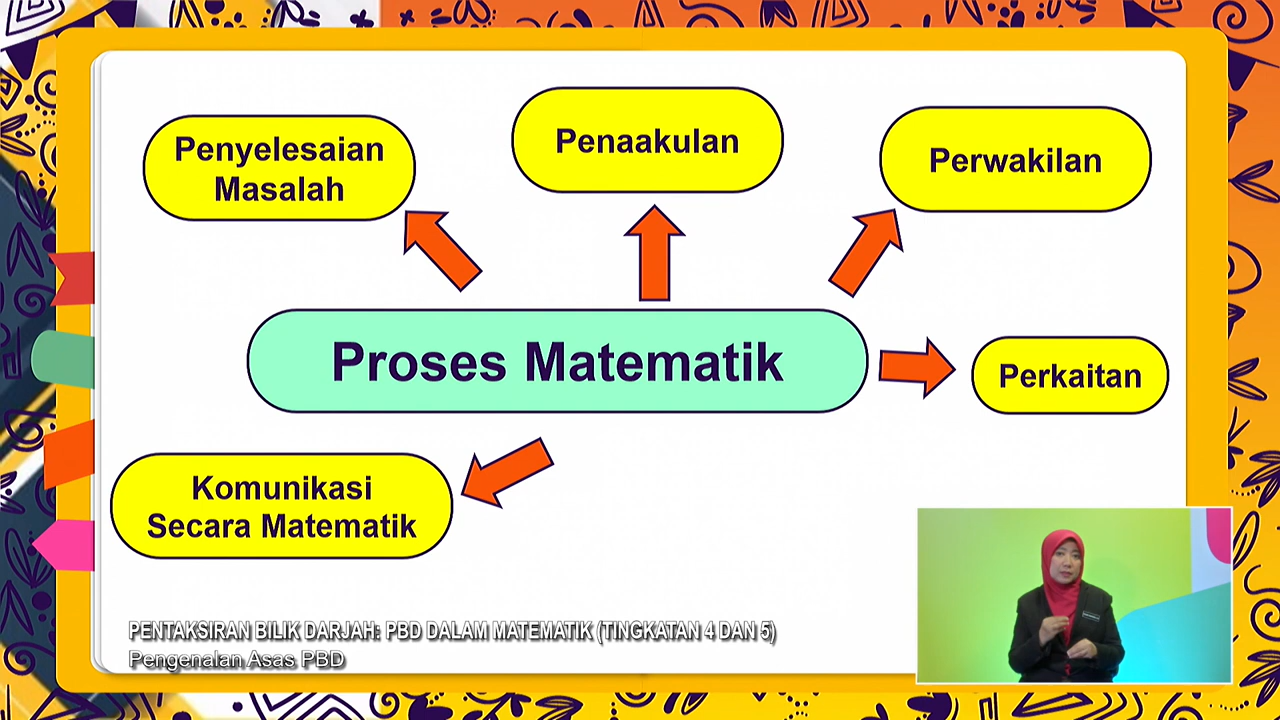 Penyelesaian
Masalah
Penaakulan
Perwakilan
Proses Matematik
Perkaitan
Komunikasi
Secara Matematik
PENTAKSIRAN BILIK DARJAH: PBD DALAM MATEMATIK (TINGKATAN 4 DAN 5)
Pengenalan Asas PBD